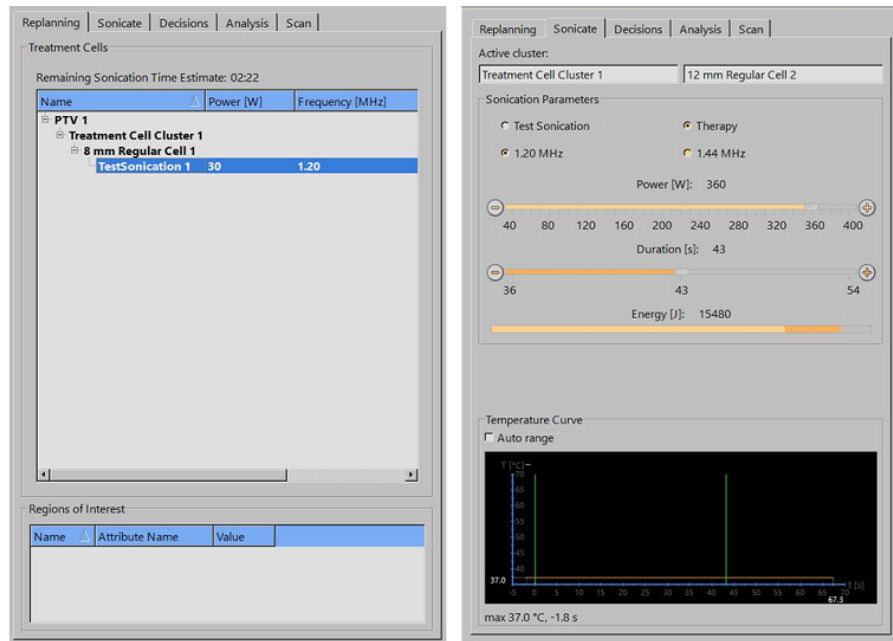 Replanning Sonicate Decisions Analysis Scan
Treatment Cells
Remaining Sonication Time Estimate: 02:22
Name Power [W] Frequency [MHz]
PTV 1
Treatment Cell Cluster 1
8 mm Regular Cell 1
TestSonication 1 30 1.20
Regions of Interest
Name Attribute Name Value
Replanning Sonicate Decisions Analysis Scan
Active cluster:
Treatment Cell Cluster 1 12 mm Regular Cell 2
Sonication Parameters
Test Sonication Therapy
1.20 MHz 1.44 MHz
Power [W]: 360
40 80 120 160 200 240 280 320 360 400
Duration [s]: 43
36 43 54
Energy [J]: 15480
Temperature Curve
Auto range
T [°C]
70
65
60
55
50
45
40
37.0
-5 0 5 10 15 20 25 30 35 40 45 50 55 60 65 70 t [s]
67.3
max 37.0 °C, -1.8 s